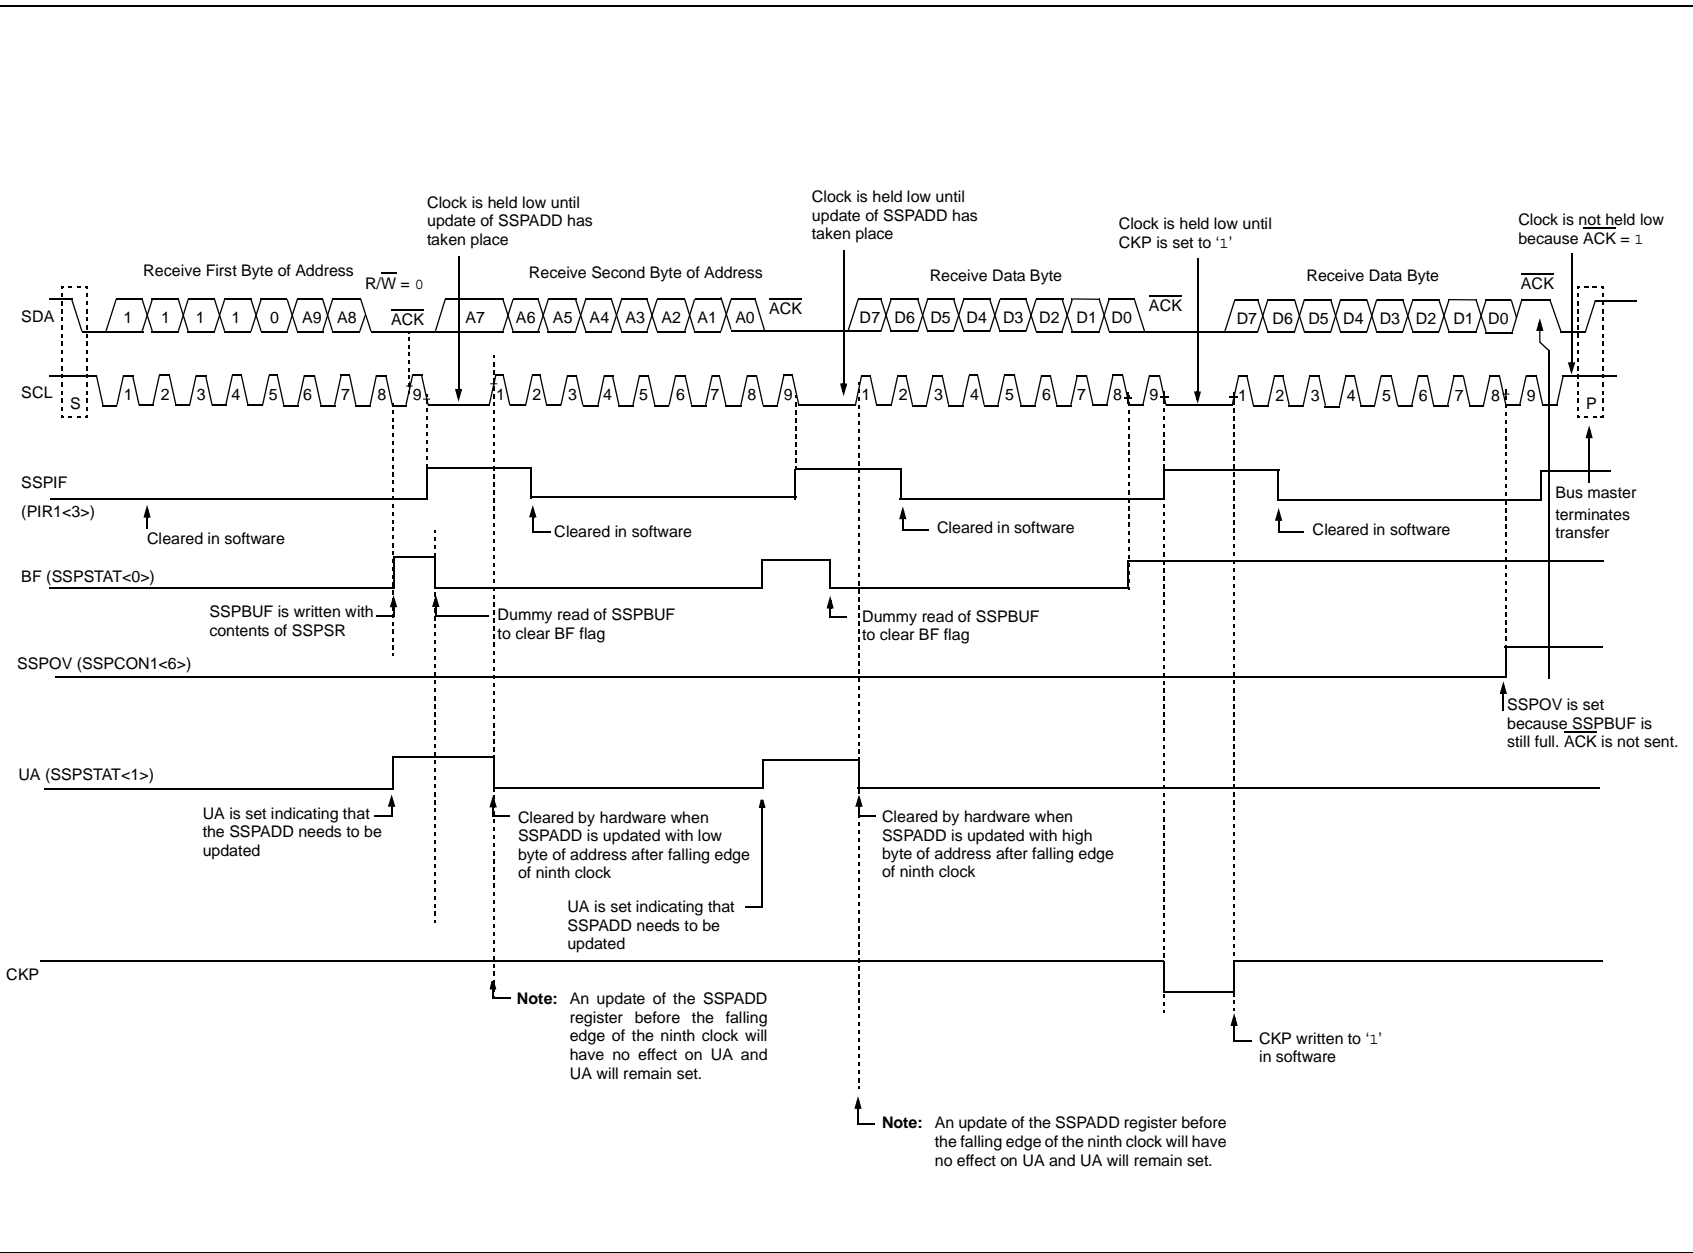 Clock is held low until
update of SSPADD has
taken place
Clock is held low until
update of SSPADD has
taken place
Clock is held low until
CKP is set to ‘1’
Clock is not held low
because ACK = 1
Receive First Byte of Address
R/W = 0
Receive Second Byte of Address
Receive Data Byte
Receive Data Byte
SDA
1 1 1 1 0 A9 A8 ACK A7 A6 A5 A4 A3 A2 A1 A0 ACK D7 D6 D5 D4 D3 D2 D1 D0 ACK D7 D6 D5 D4 D3 D2 D1 D0 ACK
SCL
S 1 2 3 4 5 6 7 8 9 1 2 3 4 5 6 7 8 9 1 2 3 4 5 6 7 8 9 1 2 3 4 5 6 7 8 9 P
SSPIF
(PIR1<3>)
Cleared in software
Cleared in software
Cleared in software
Cleared in software
Bus master
terminates
transfer
BF (SSPSTAT<0>)
SSPBUF is written with
contents of SSPSR
Dummy read of SSPBUF
to clear BF flag
Dummy read of SSPBUF
to clear BF flag
SSPOV (SSPCON1<6>)
SSPOV is set
because SSPBUF is
still full. ACK is not sent.
UA (SSPSTAT<1>)
UA is set indicating that
the SSPADD needs to be
updated
Cleared by hardware when
SSPADD is updated with low
byte of address after falling edge
of ninth clock
UA is set indicating that
SSPADD needs to be
updated
Cleared by hardware when
SSPADD is updated with high
byte of address after falling edge
of ninth clock
CKP
Note: An update of the SSPADD
register before the falling
edge of the ninth clock will
have no effect on UA and
UA will remain set.
CKP written to ‘1’
in software
Note: An update of the SSPADD register before
the falling edge of the ninth clock will have
no effect on UA and UA will remain set.